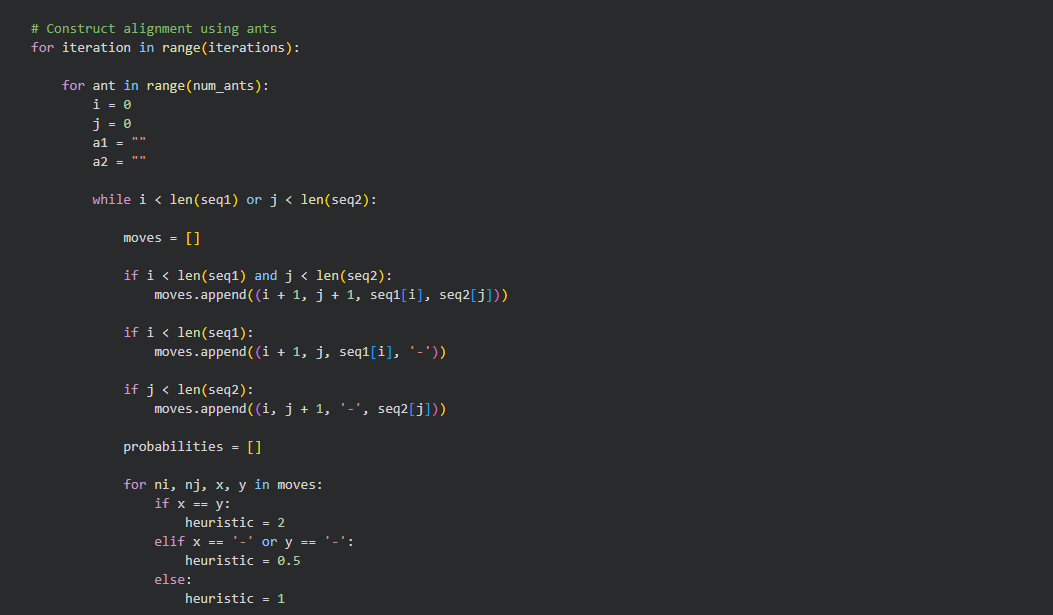 # Construct alignment using ants
for iteration in range(iterations):
    for ant in range(num_ants):
        i = 0
        j = 0
        a1 = ""
        a2 = ""
        while i < len(seq1) or j < len(seq2):
            moves = []
            if i < len(seq1) and j < len(seq2):
                moves.append((i + 1, j + 1, seq1[i], seq2[j]))
            if i < len(seq1):
                moves.append((i + 1, j, seq1[i], '-'))
            if j < len(seq2):
                moves.append((i, j + 1, '-', seq2[j]))
            probabilities = []
            for ni, nj, x, y in moves:
                if x == y:
                    heuristic = 2
                elif x == '-' or y == '-':
                    heuristic = 0.5
                else:
                    heuristic = 1